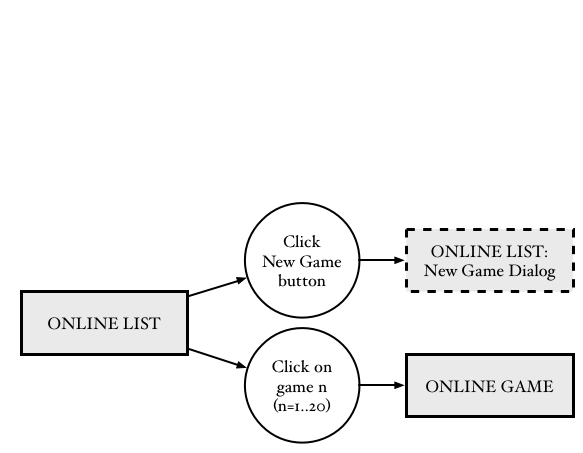 Click
New Game
button
ONLINE LIST:
New Game Dialog
ONLINE LIST
Click on
game n
(n=1..20)
ONLINE GAME